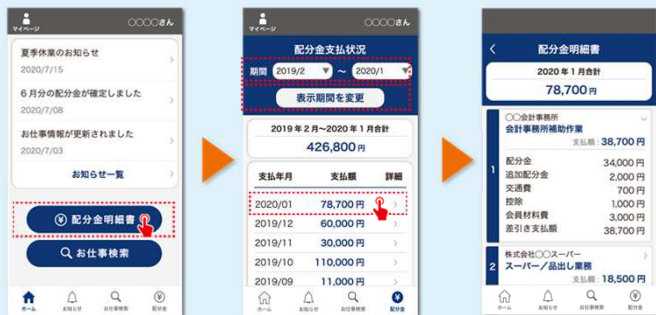 マイページ
○○○○さん
夏季休業のお知らせ
2020/7/15
6月分の配分金が確定しました
2020/7/08
お仕事情報が更新されました
2020/7/03
お知らせ一覧
配分金明細書
お仕事検索
ホーム
お知らせ
お仕事検索
配分金
マイページ
○○○○さん
配分金支払状況
期間 2019/2 ▼ ~ 2020/1 ▼
表示期間を変更
2019年2月~2020年1月合計
426,800円
支払年月 支払額 詳細
2020/01 78,700円
2019/12 60,000円
2019/11 30,000円
2019/10 110,000円
2019/09 11,000円
ホーム
お知らせ
お仕事検索
配分金
配分金明細書
2020年1月合計
78,700円
1
○○会計事務所
会計事務所補助作業
支払額:38,700円
配分金 34,000円
追加配分金 2,000円
交通費 700円
控除 1,000円
会員材料費 3,000円
差引き支払額 38,700円
2
株式会社○○スーパー
スーパー/品出し業務
支払額:18,500円
ホーム
お知らせ
お仕事検索
配分金